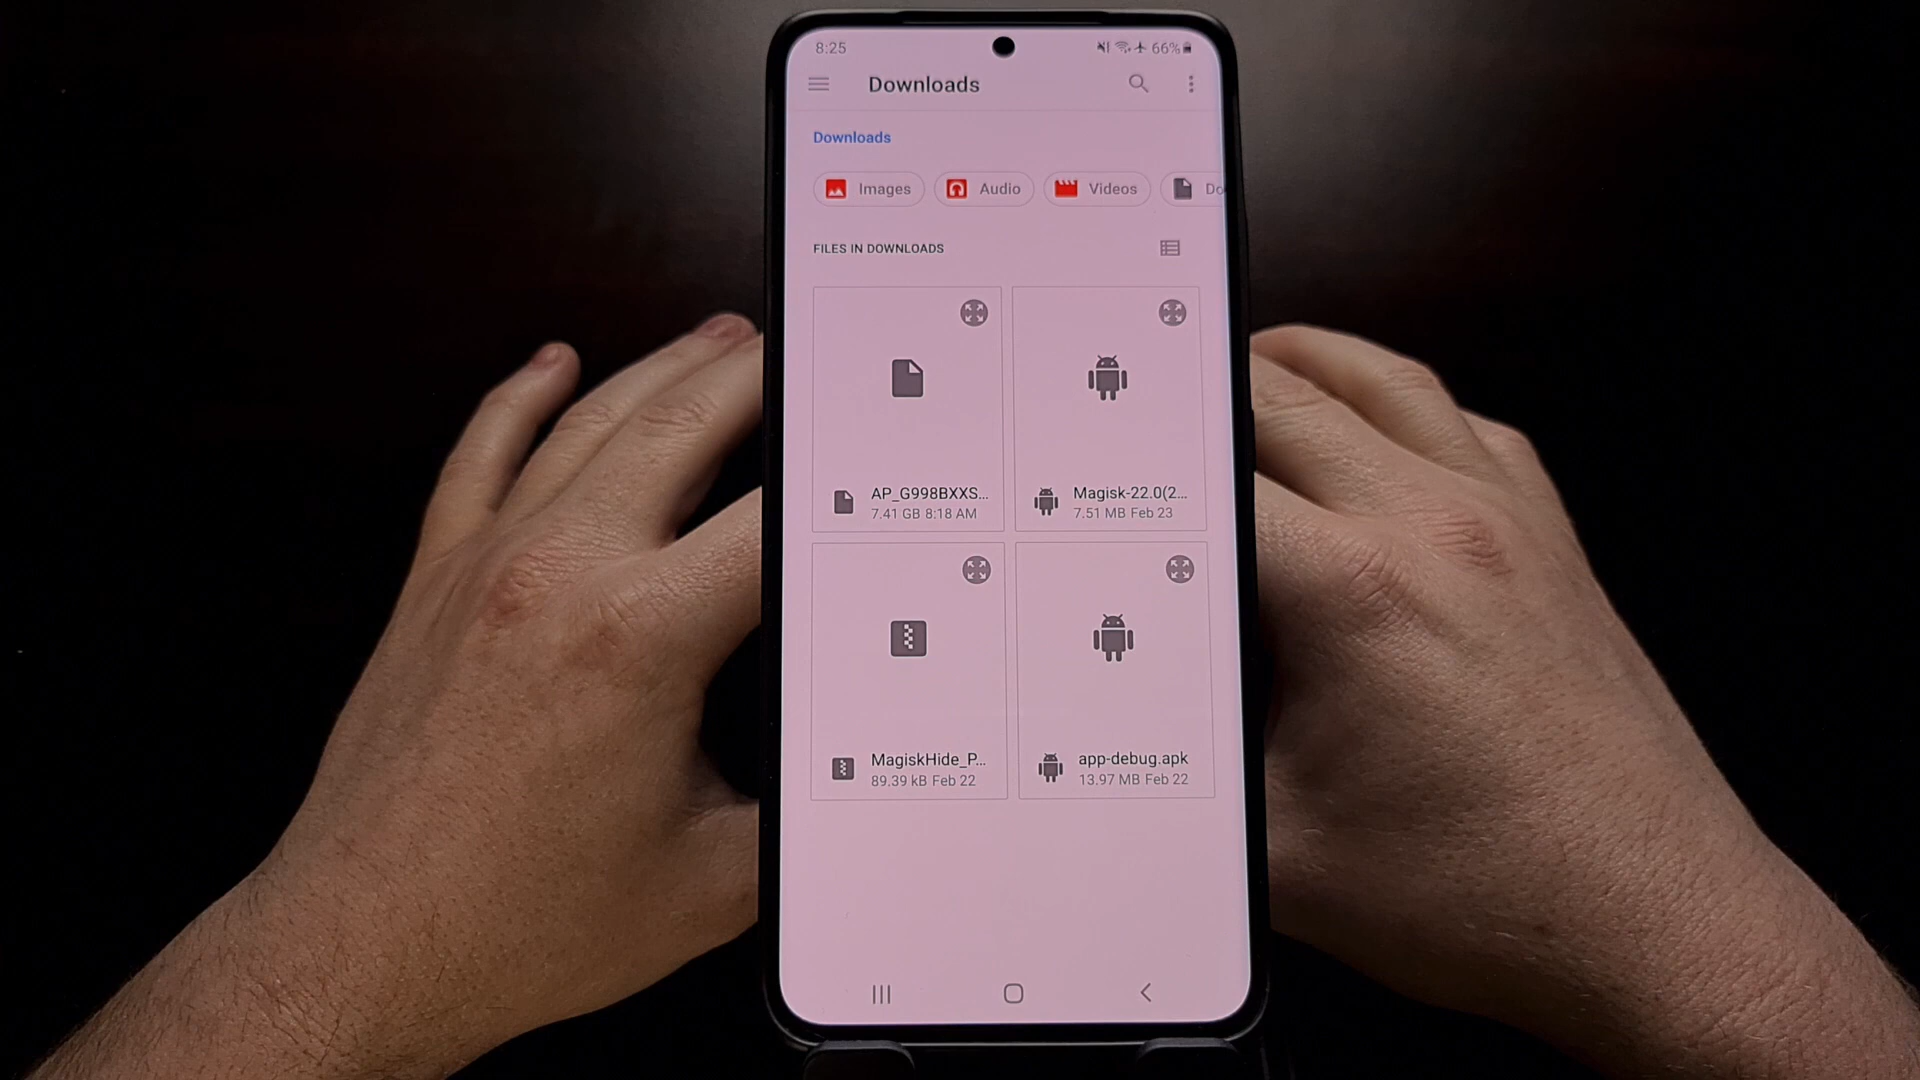 8:25
66%
Downloads
Downloads
Images
Audio
Videos
Do
FILES IN DOWNLOADS
AP_G998BXXS...
7.41 GB 8:18 AM
Magisk-22.0(2...
7.51 MB Feb 23
MagiskHide_P...
89.39 kB Feb 22
app-debug.apk
13.97 MB Feb 22